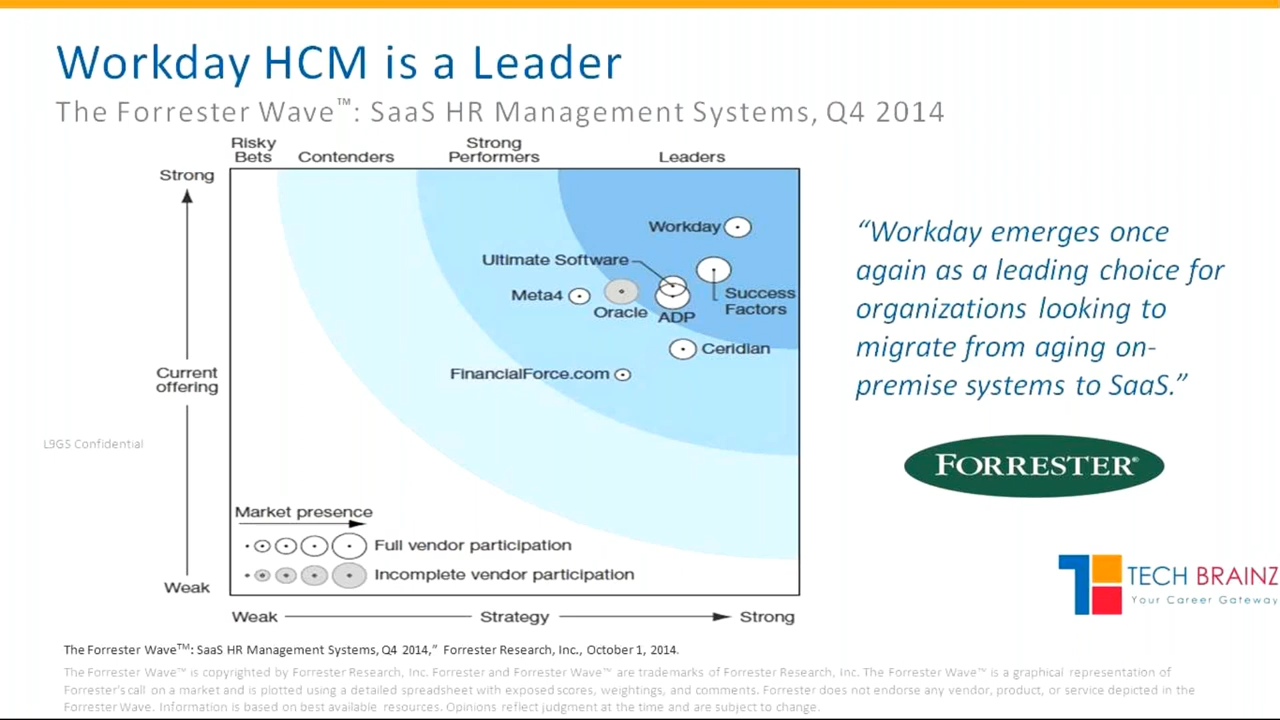 Workday HCM is a Leader
The Forrester Wave™: SaaS HR Management Systems, Q4 2014
Risky
Bets
Contenders
Strong
Performers
Leaders
Strong
Current
offering
Weak
Workday
Ultimate Software
Success
Factors
Meta4
Oracle
ADP
Ceridian
FinancialForce.com
Market presence
Full vendor participation
Incomplete vendor participation
Weak
Strategy
Strong
“Workday emerges once
again as a leading choice for
organizations looking to
migrate from aging on-
premise systems to SaaS.”
FORRESTER®
L9GS Confidential
TECH BRAINZ
Your Career Gateway
The Forrester Wave™: SaaS HR Management Systems, Q4 2014,” Forrester Research, Inc., October 1, 2014.
The Forrester Wave™ is copyrighted by Forrester Research, Inc. Forrester and Forrester Wave™ are trademarks of Forrester Research, Inc. The Forrester Wave™ is a graphical representation of
Forrester's call on a market and is plotted using a detailed spreadsheet with exposed scores, weightings, and comments. Forrester does not endorse any vendor, product, or service depicted in the
Forrester Wave. Information is based on best available resources. Opinions reflect judgment at the time and are subject to change.